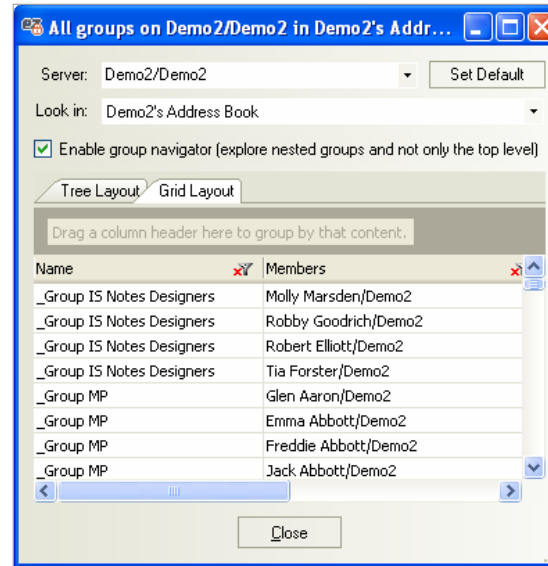 All groups on Demo2/Demo2 in Demo2's Addr...
Server: Demo2/Demo2 Set Default
Look in: Demo2's Address Book
Enable group navigator (explore nested groups and not only the top level)
Tree Layout Grid Layout
Drag a column header here to group by that content.
Name Members
_Group IS Notes Designers Molly Marsden/Demo2
_Group IS Notes Designers Robby Goodrich/Demo2
_Group IS Notes Designers Robert Elliott/Demo2
_Group IS Notes Designers Tia Forster/Demo2
_Group MP Glen Aaron/Demo2
_Group MP Emma Abbott/Demo2
_Group MP Freddie Abbott/Demo2
_Group MP Jack Abbott/Demo2
Close